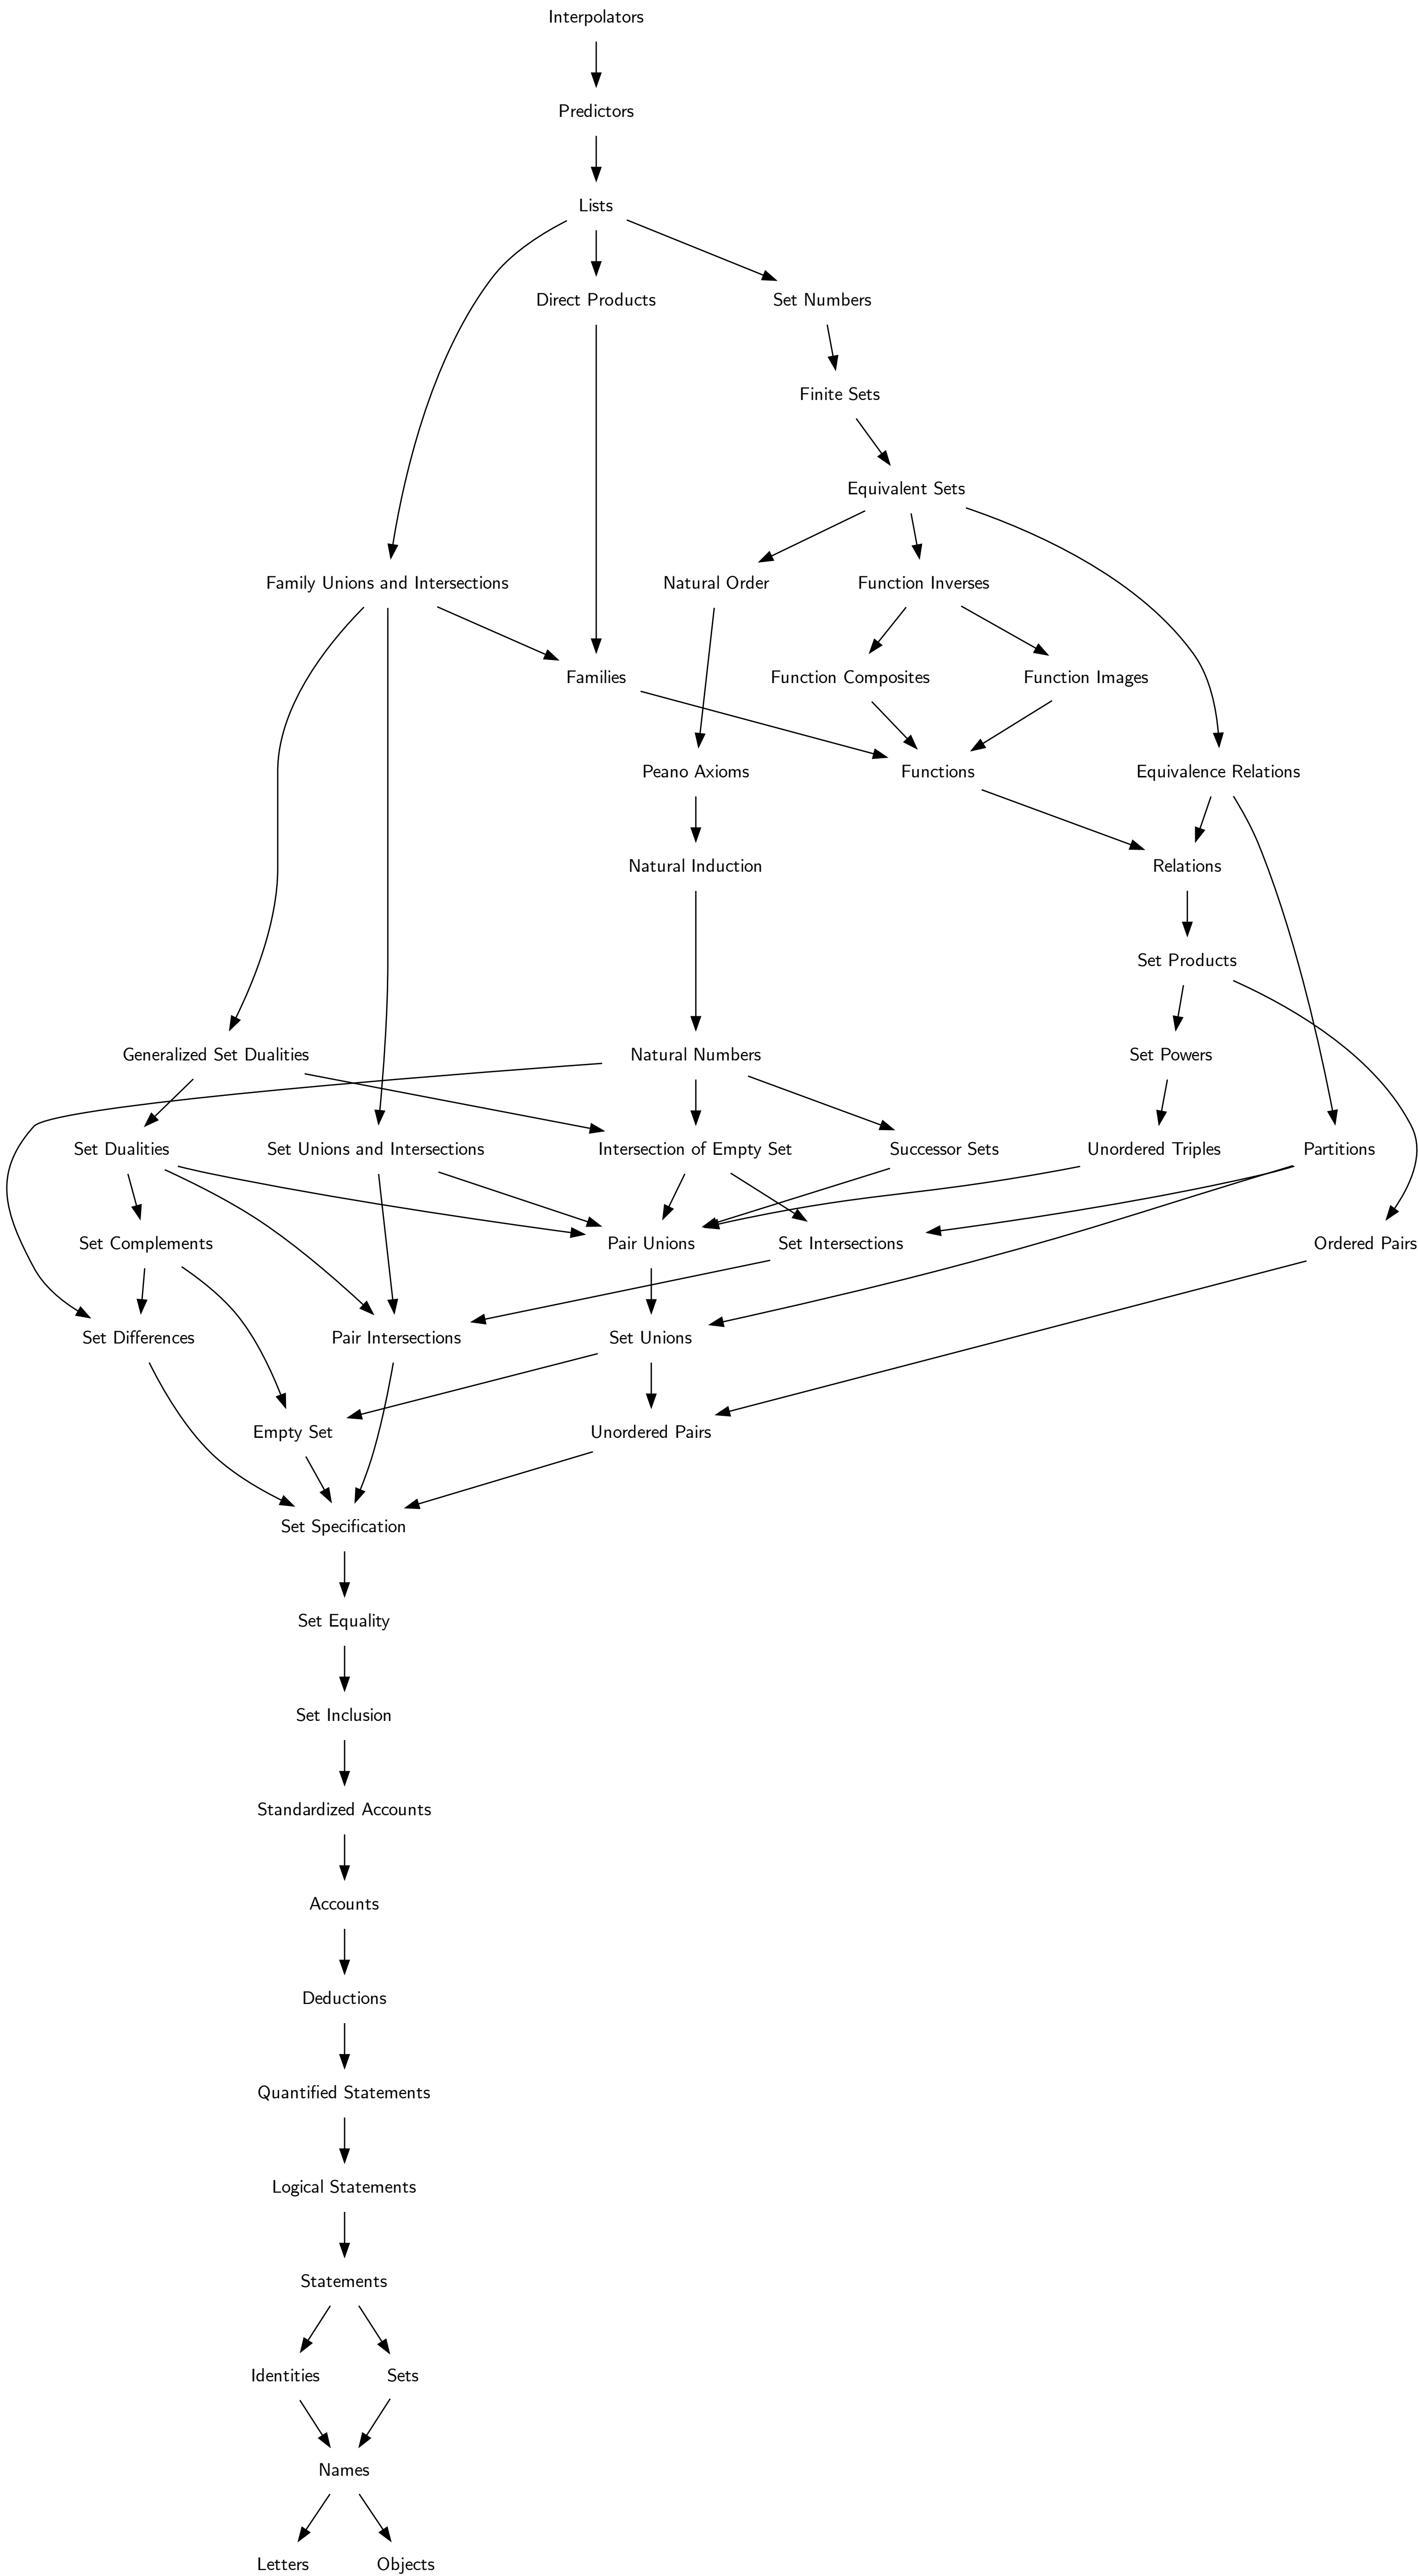 Interpolators
Predictors
Lists
Direct Products
Set Numbers
Finite Sets
Equivalent Sets
Family Unions and Intersections
Natural Order
Function Inverses
Families
Function Composites
Function Images
Peano Axioms
Functions
Equivalence Relations
Natural Induction
Relations
Set Products
Generalized Set Dualities
Natural Numbers
Set Powers
Set Dualities
Set Unions and Intersections
Intersection of Empty Set
Successor Sets
Unordered Triples
Partitions
Set Complements
Pair Unions
Set Intersections
Ordered Pairs
Set Differences
Pair Intersections
Set Unions
Empty Set
Unordered Pairs
Set Specification
Set Equality
Set Inclusion
Standardized Accounts
Accounts
Deductions
Quantified Statements
Logical Statements
Statements
Identities
Sets
Names
Letters
Objects